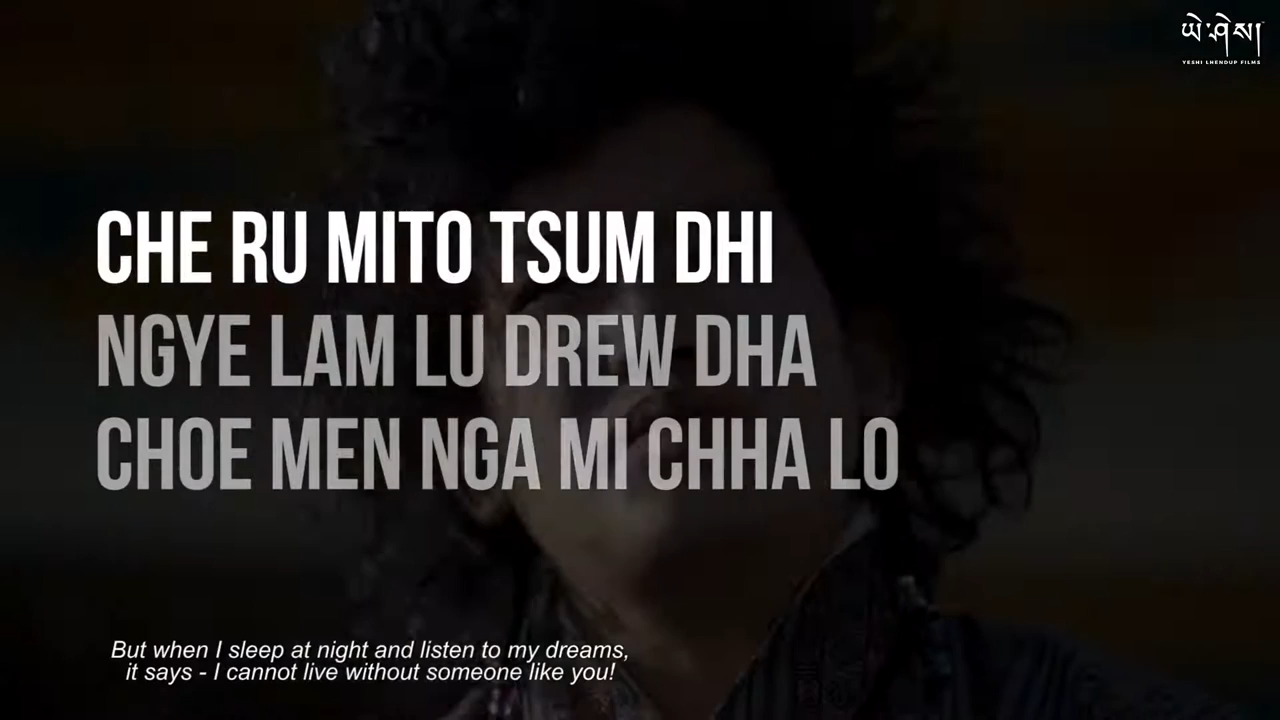 ཡེ་ཤེས།
YESHI LHENDUP FILMS
CHE RU MITO TSUM DHI
NGYE LAM LU DREW DHA
CHOE MEN NGA MI CHHA LO
But when I sleep at night and listen to my dreams,
it says - I cannot live without someone like you!